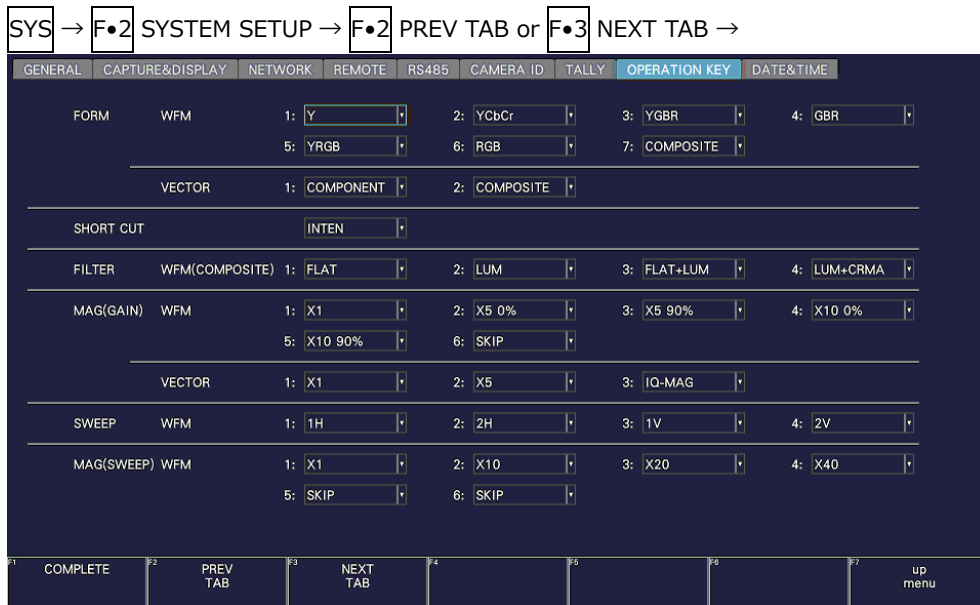 SYS → F•2 SYSTEM SETUP → F•2 PREV TAB or F•3 NEXT TAB →
GENERAL CAPTURE&DISPLAY NETWORK REMOTE RS485 CAMERA ID TALLY OPERATION KEY DATE&TIME
FORM WFM 1: Y 2: YCbCr 3: YGBR 4: GBR
5: YRGB 6: RGB 7: COMPOSITE
VECTOR 1: COMPONENT 2: COMPOSITE
SHORT CUT INTEN
FILTER WFM(COMPOSITE) 1: FLAT 2: LUM 3: FLAT+LUM 4: LUM+CRMA
MAG(GAIN) WFM 1: X1 2: X5 0% 3: X5 90% 4: X10 0%
5: X10 90% 6: SKIP
VECTOR 1: X1 2: X5 3: IQ-MAG
SWEEP WFM 1: 1H 2: 2H 3: 1V 4: 2V
MAG(SWEEP) WFM 1: X1 2: X10 3: X20 4: X40
5: SKIP 6: SKIP
F1 COMPLETE F2 PREV F3 NEXT F4 F5 F6 F7 up
TAB TAB menu